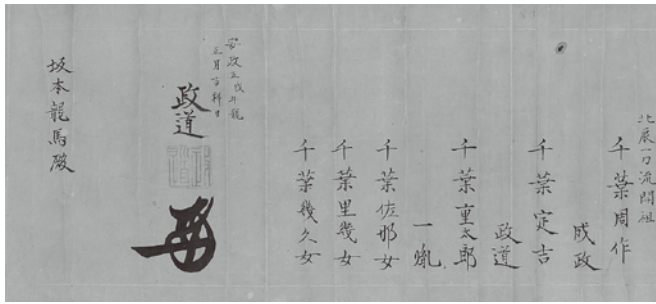 北辰一刀流開祖
千葉周作
成政
千葉定吉
政道
千葉重太郎
一胤
千葉佐那女
千葉里幾女
千葉幾久女
安政五戊午龍
正月吉祥日
政道
坂本龍馬殿